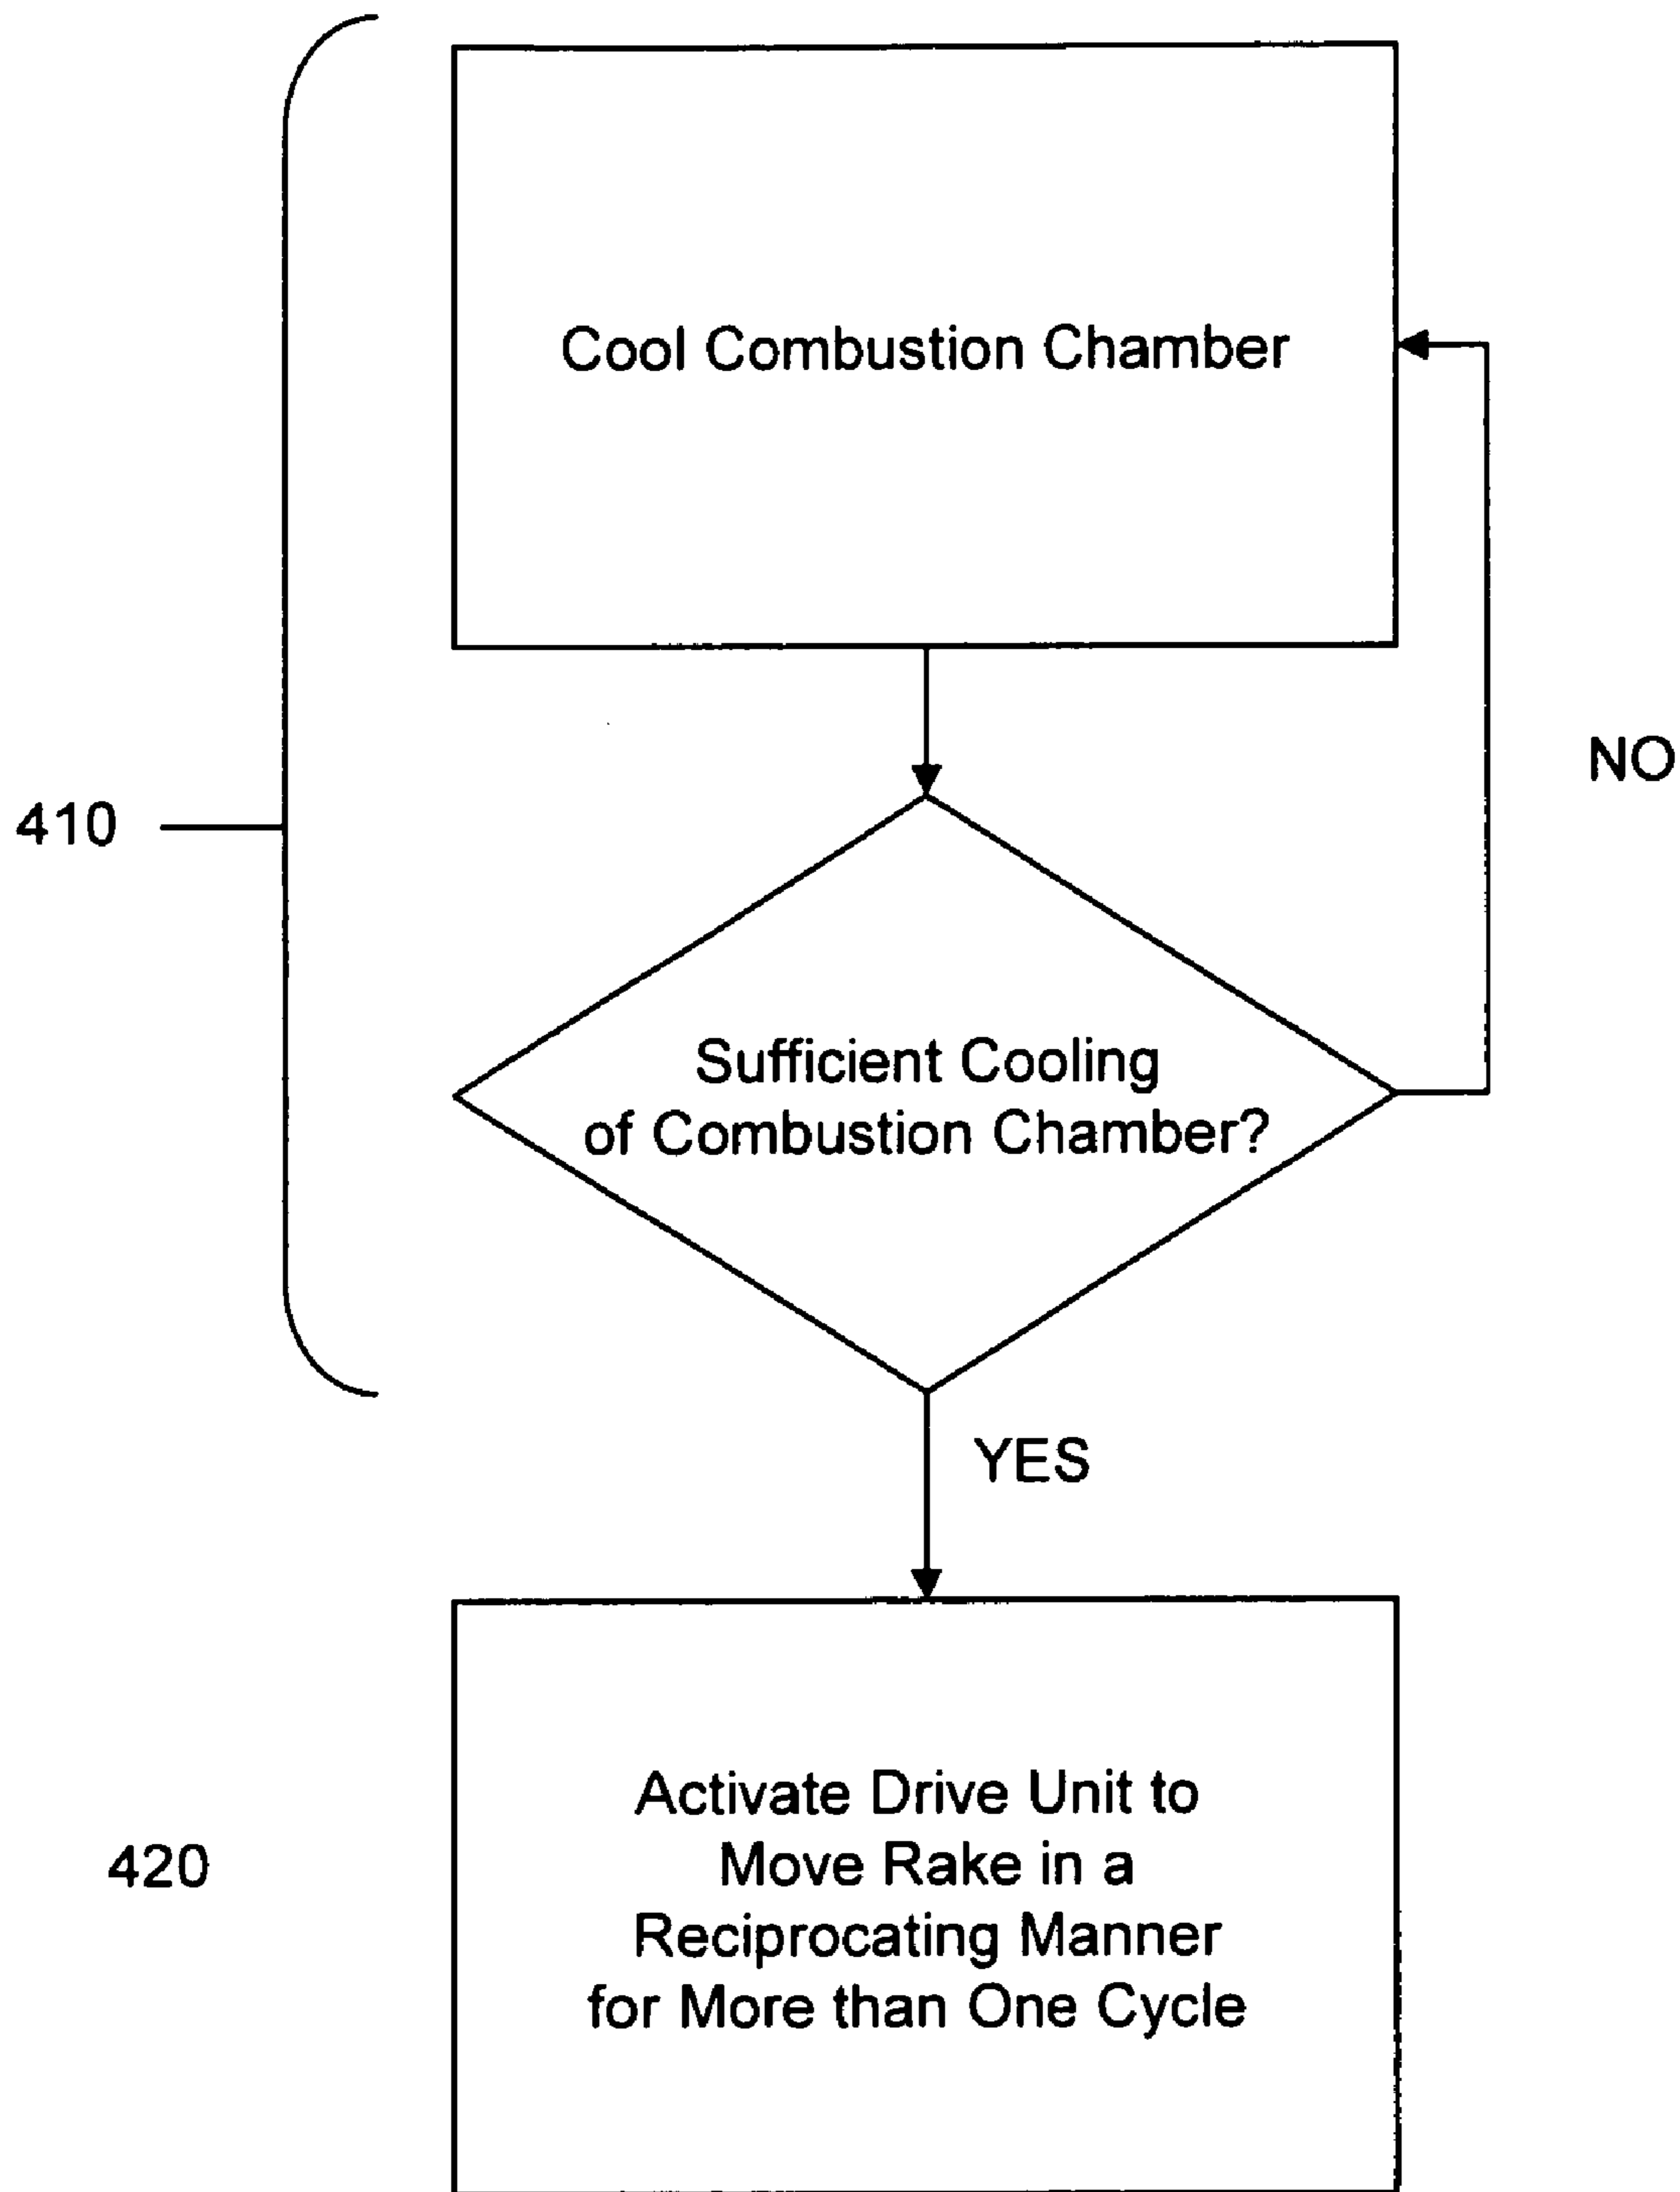 Cool Combustion Chamber
NO
410
Sufficient Cooling
of Combustion Chamber?
YES
420
Activate Drive Unit to
Move Rake in a
Reciprocating Manner
for More than One Cycle